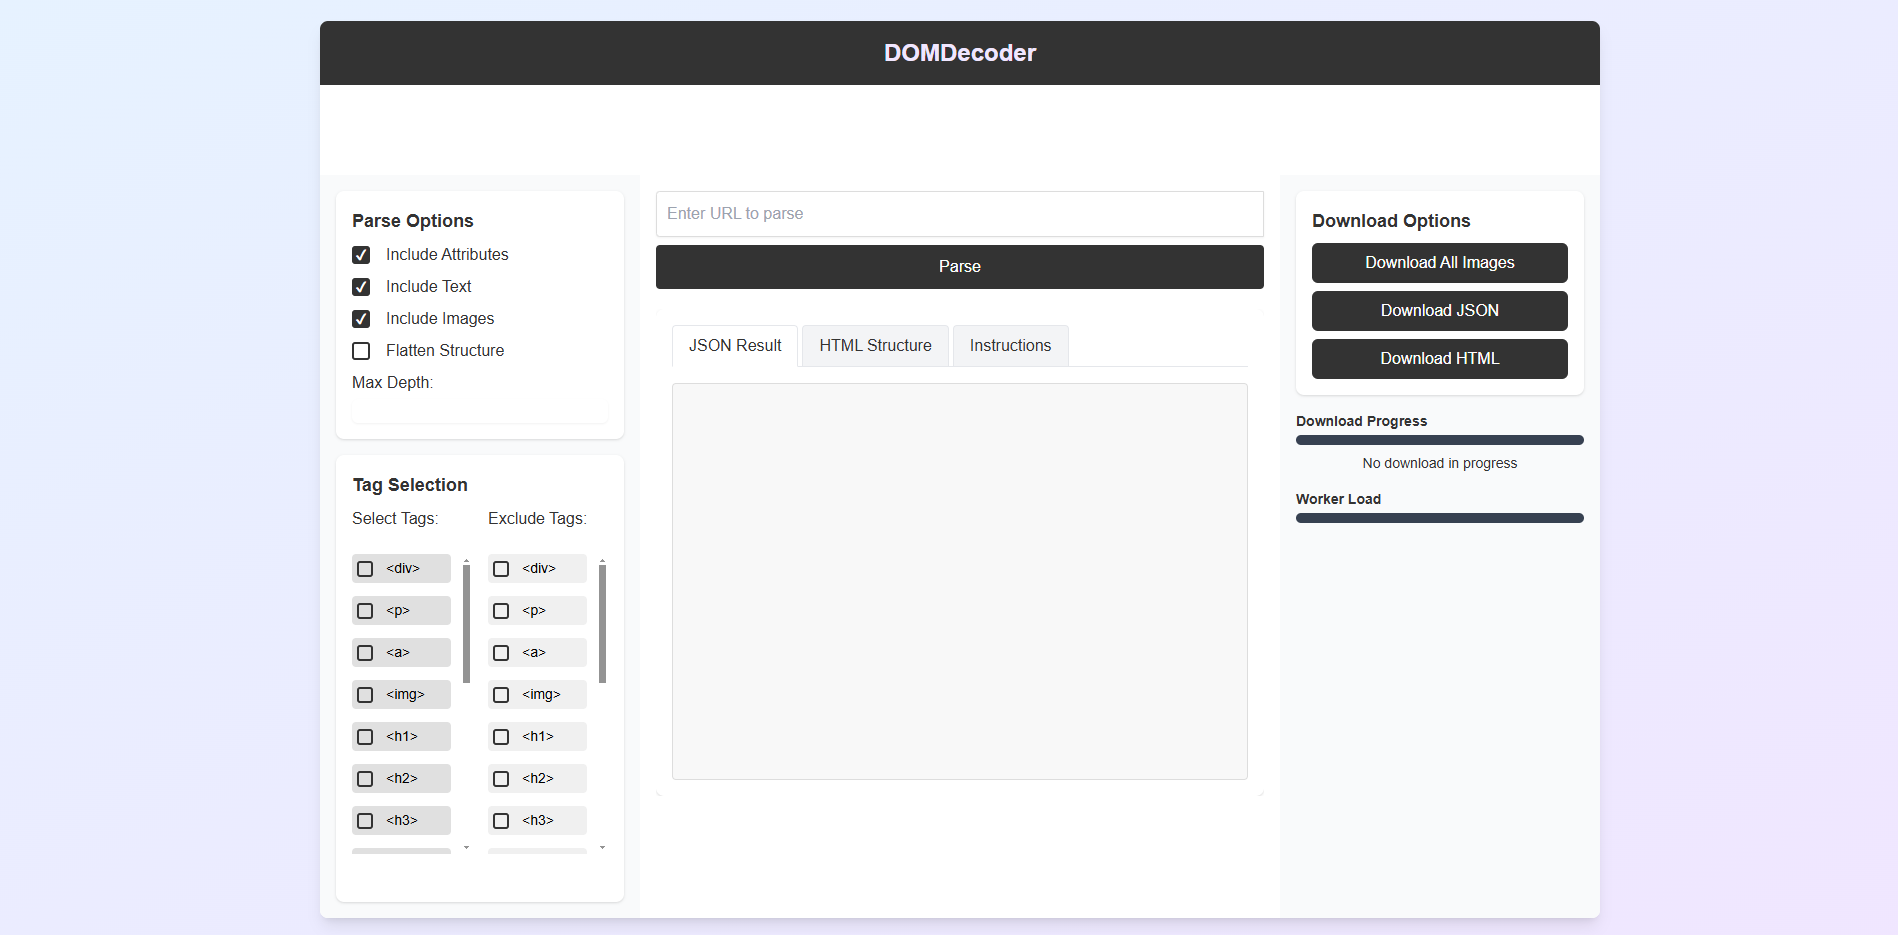 DOMDecoder
Parse Options
Include Attributes
Include Text
Include Images
Flatten Structure
Max Depth:
Tag Selection
Select Tags:
<div>
<p>
<a>
<img>
<h1>
<h2>
<h3>
Exclude Tags:
<div>
<p>
<a>
<img>
<h1>
<h2>
<h3>
Enter URL to parse
Parse
JSON Result
HTML Structure
Instructions
Download Options
Download All Images
Download JSON
Download HTML
Download Progress
No download in progress
Worker Load